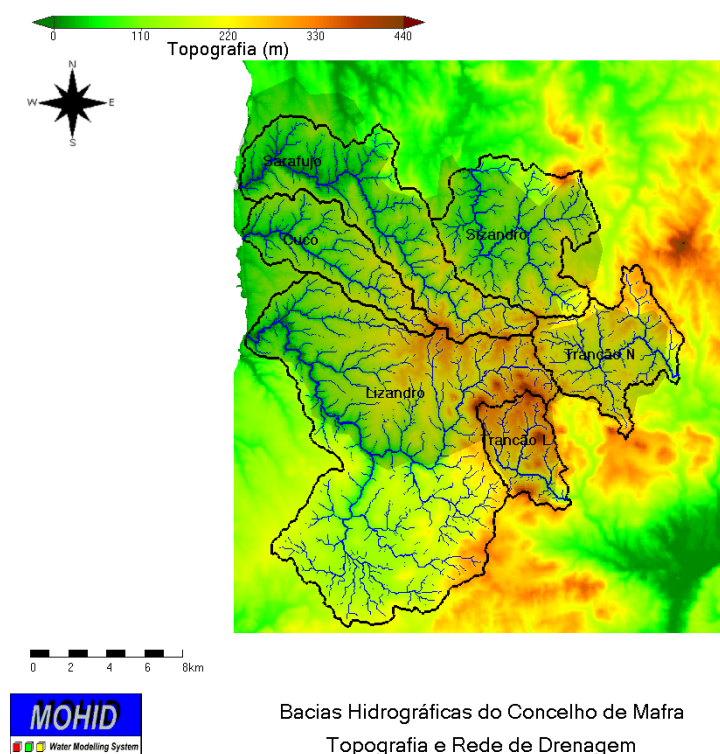 0 110 220 330 440
Topografia (m)
N
W E
S
Sarafujo
Cuco
Sizandro
Trancão N
Lizandro
Trancão L
0 2 4 6 8km
MOHID
Water Modelling System
Bacias Hidrográficas do Concelho de Mafra
Topografia e Rede de Drenagem